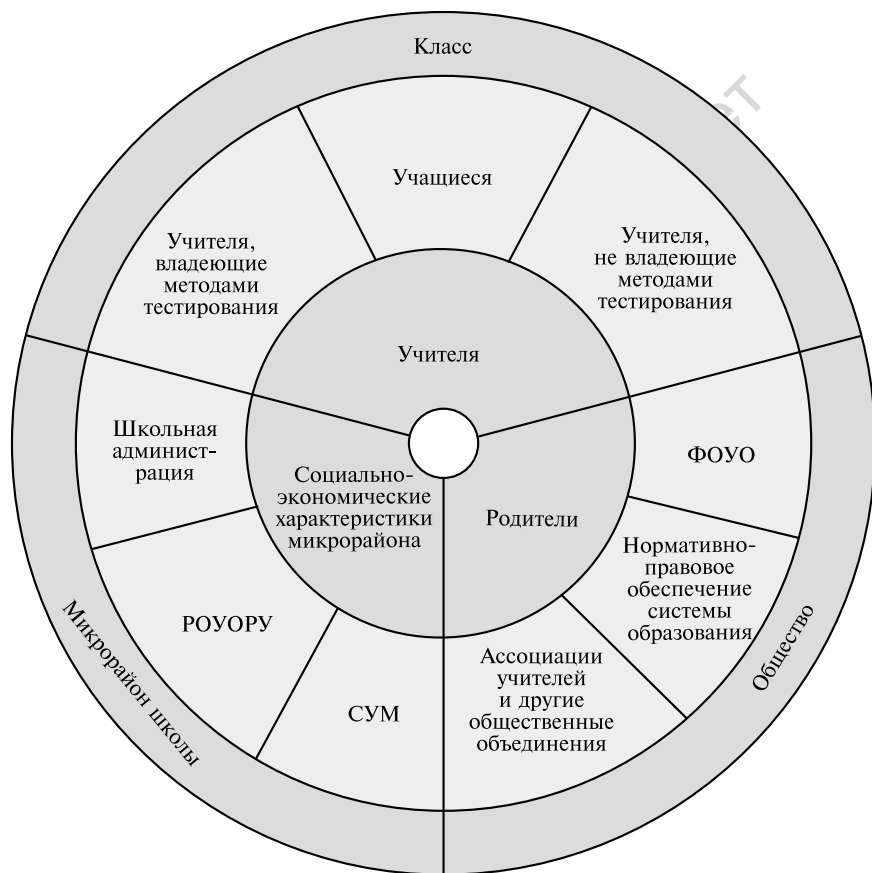 Класс
Учащиеся
Учителя,
владеющие
методами
тестирования
Учителя,
не владеющие
методами
тестирования
Учителя
Школьная
админист-
рация
Социально-
экономические
характеристики
микрорайона
Родители
ФОУО
Нормативно-
правовое
обеспечение
системы
образования
РОУОРУ
СУМ
Ассоциации
учителей
и другие
общественные
объединения
Микрорайон школы
Общество